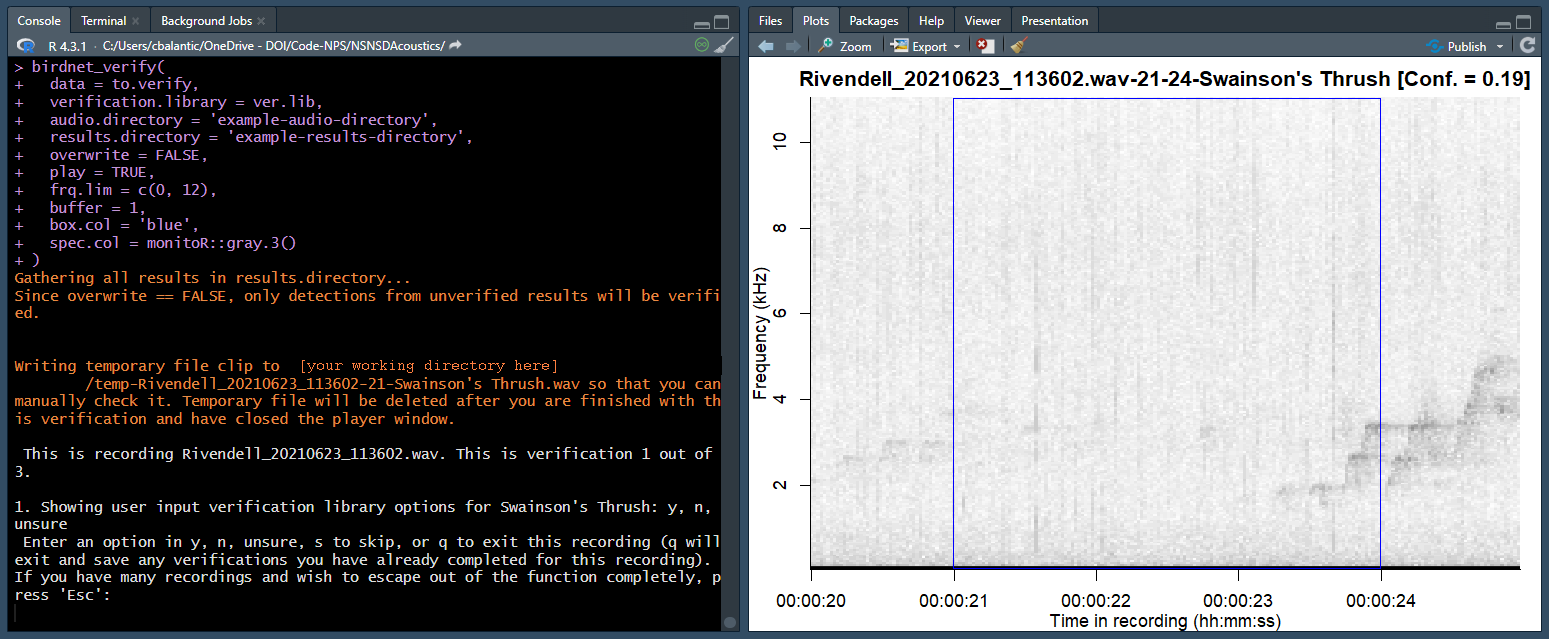 Console Terminal Background Jobs
R 4.3.1 · C:/Users/cbalantic/OneDrive - DOI/Code-NPS/NSNSDAcoustics/
> birdnet_verify(
+ data = to.verify,
+ verification.library = ver.lib,
+ audio.directory = 'example-audio-directory',
+ results.directory = 'example-results-directory',
+ overwrite = FALSE,
+ play = TRUE,
+ frq.lim = c(0, 12),
+ buffer = 1,
+ box.col = 'blue',
+ spec.col = monitoR::gray.3()
+ )
Gathering all results in results.directory...
Since overwrite == FALSE, only detections from unverified results will be verifi
ed.
Writing temporary file clip to [your working directory here]
/temp-Rivendell_20210623_113602-21-Swainson's Thrush.wav so that you can
manually check it. Temporary file will be deleted after you are finished with th
is verification and have closed the player window.
This is recording Rivendell_20210623_113602.wav. This is verification 1 out of
3.
1. Showing user input verification library options for Swainson's Thrush: y, n,
unsure
Enter an option in y, n, unsure, s to skip, or q to exit this recording (q will
exit and save any verifications you have already completed for this recording).
If you have many recordings and wish to escape out of the function completely, p
ress 'Esc':
Files Plots Packages Help Viewer Presentation
Zoom Export Publish
Rivendell_20210623_113602.wav-21-24-Swainson's Thrush [Conf. = 0.19]
Frequency (kHz)
10
8
6
4
2
00:00:20 00:00:21 00:00:22 00:00:23 00:00:24
Time in recording (hh:mm:ss)